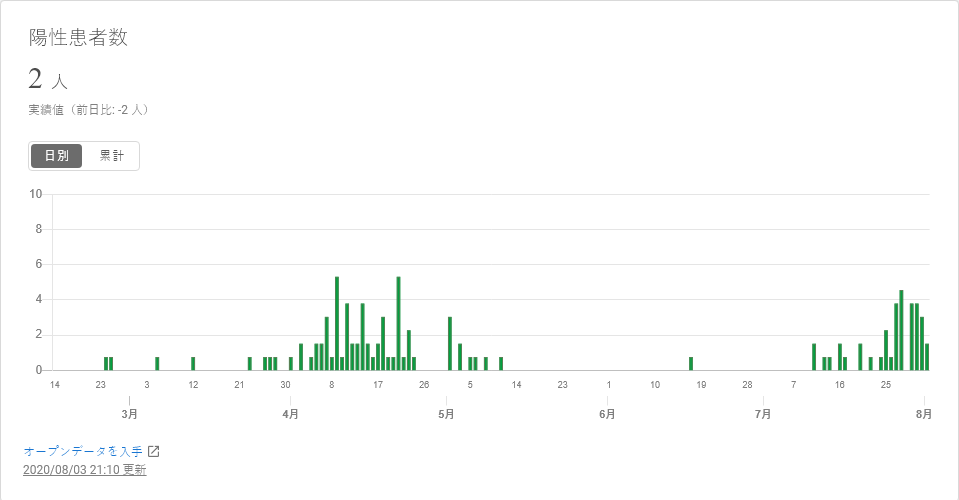 陽性患者数
2 人
実績値（前日比: -2 人）
日別 累計
10
8
6
4
2
0
14 23 3 12 21 30 8 17 26 5 14 23 1 10 19 28 7 16 25
3月 4月 5月 6月 7月 8月
オープンデータを入手
2020/08/03 21:10 更新